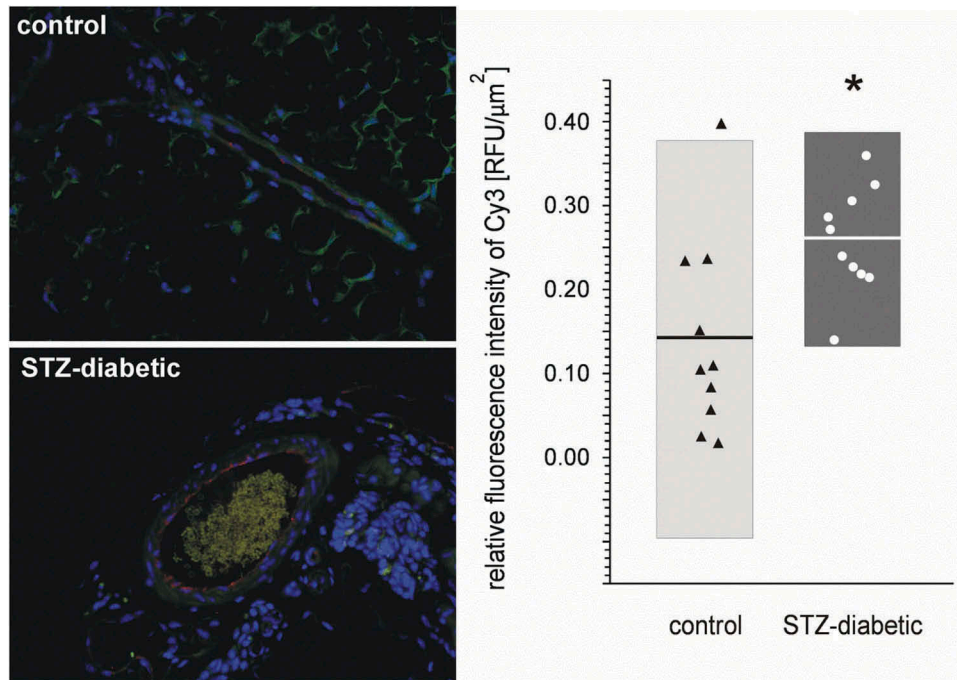 control
STZ-diabetic
relative fluorescence intensity of Cy3 [RFU/µm²]
*
0.40
0.30
0.20
0.10
0.00
control STZ-diabetic